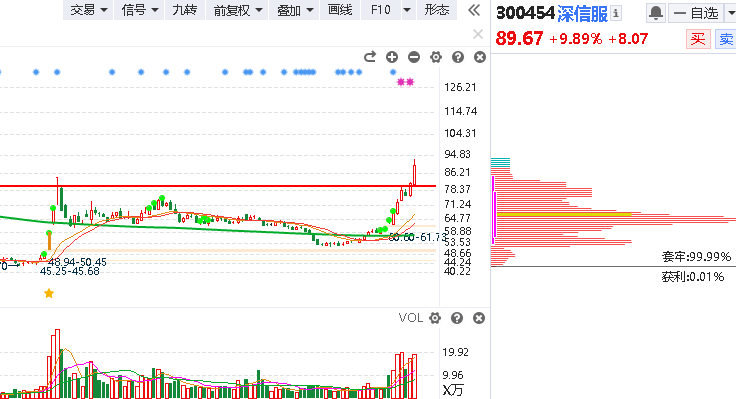 交易 信号 九转 前复权 叠加 画线 F10 形态
300454 深信服
自选
89.67 +9.89% +8.07
买 卖
126.21
114.74
104.31
94.83
86.21
78.37
71.24
64.77
58.88
53.53
48.66
44.24
40.22
48.94-50.45
45.25-45.68
套牢:99.99%
获利:0.01%
VOL
19.92
9.96
X万